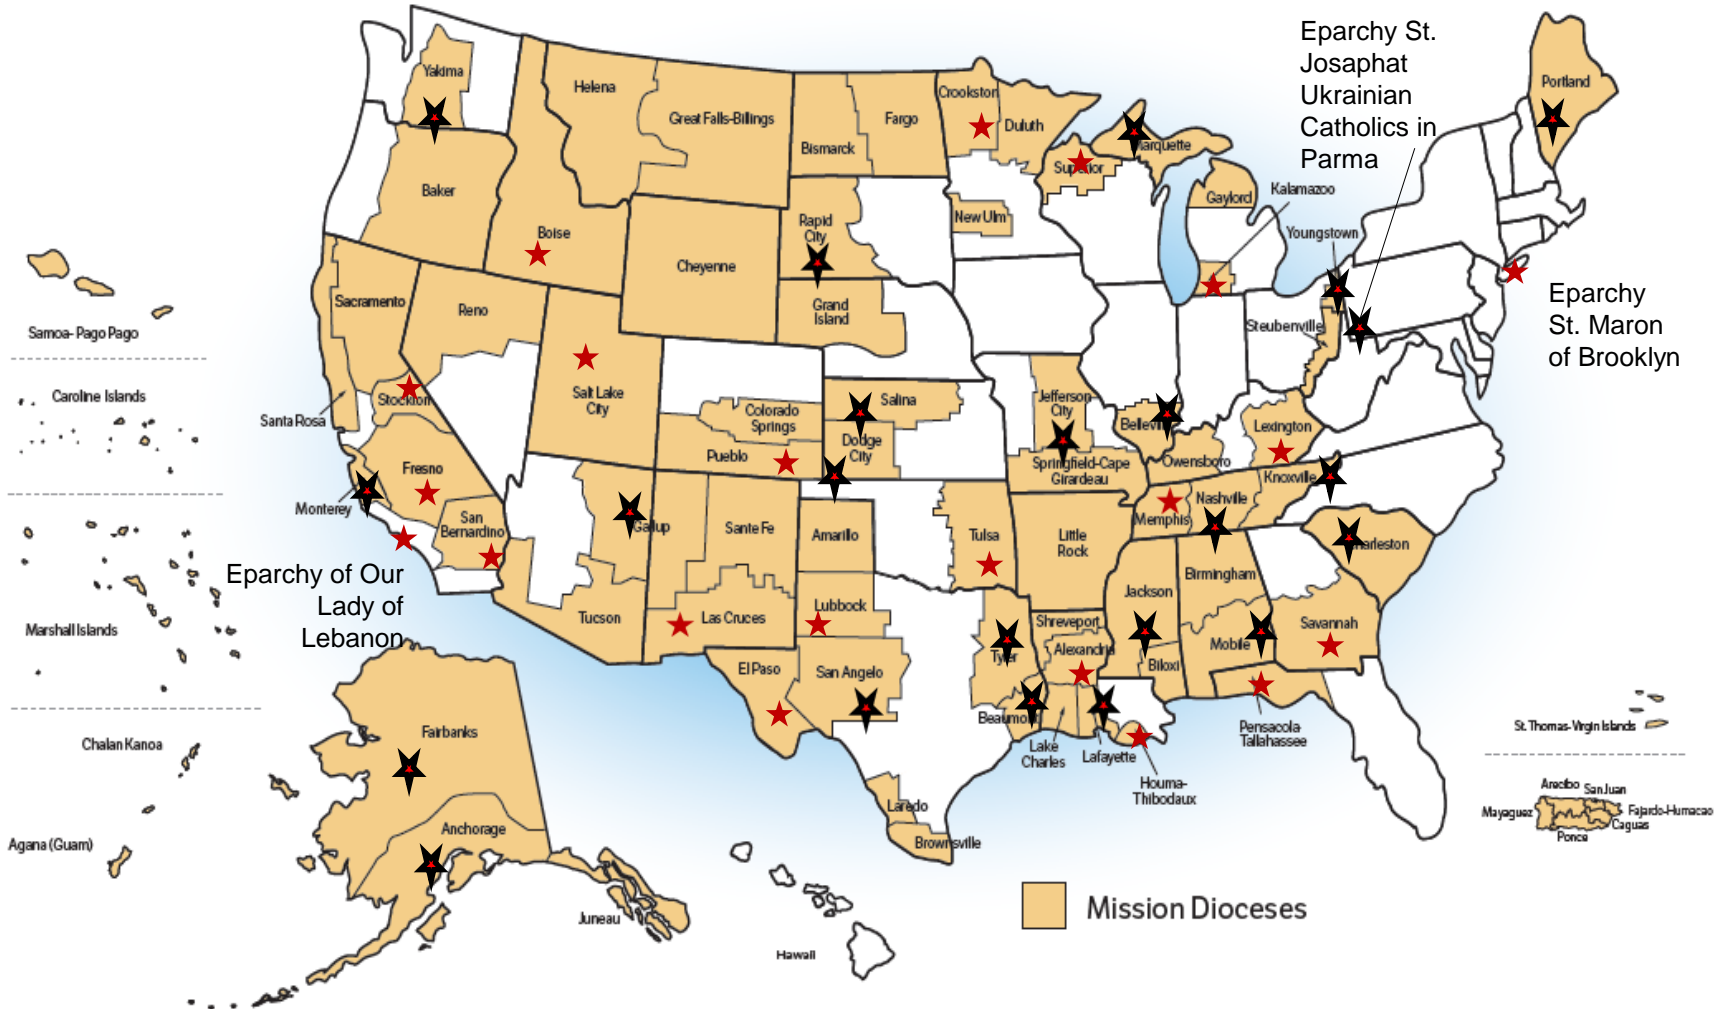 Eparchy St.
Josaphat
Ukrainian
Catholics in
Parma
Portland
Yakima
Helena
Great Falls-Billings
Bismarck
Fargo
Crookston
Duluth
Marquette
Superior
Gaylord
Kalamazoo
Youngstown
Baker
Boise
Rapid
City
New Ulm
Cheyenne
Grand
Island
Sacramento
Reno
Samoa- Pago Pago
Steubenville
Eparchy
St. Maron
of Brooklyn
Salt Lake
City
Caroline Islands
Santa Rosa
Stockton
Colorado
Springs
Salina
Jefferson
City
Belleville
Lexington
Pueblo
Dodge
City
Springfield-Cape
Girardeau
Owensboro
Fresno
Monterey
San
Bernardino
Gallup
Santa Fe
Amarillo
Tulsa
Little
Rock
Memphis
Nashville
Knoxville
Charleston
Eparchy of Our
Lady of
Lebanon
Marshall Islands
Tucson
Las Cruces
Lubbock
Jackson
Birmingham
Shreveport
Alexandria
Tyler
Mobile
Savannah
Biloxi
El Paso
San Angelo
Beaumont
Lake
Charles
Lafayette
Houma-
Thibodaux
Pensacola-
Tallahassee
St. Thomas-Virgin Islands
Chalan Kanoa
Fairbanks
Anchorage
Agana (Guam)
Juneau
Laredo
Brownsville
Arecibo
San Juan
Mayaguez
Fajardo-Humacao
Caguas
Ponce
Hawaii
Mission Dioceses